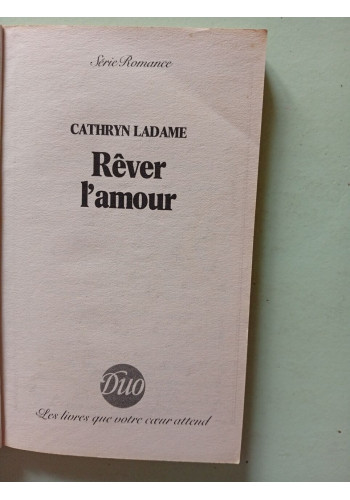 Série Romance
CATHRYN LADAME
Rêver
l'amour
Duo
Les livres que votre cœur attend